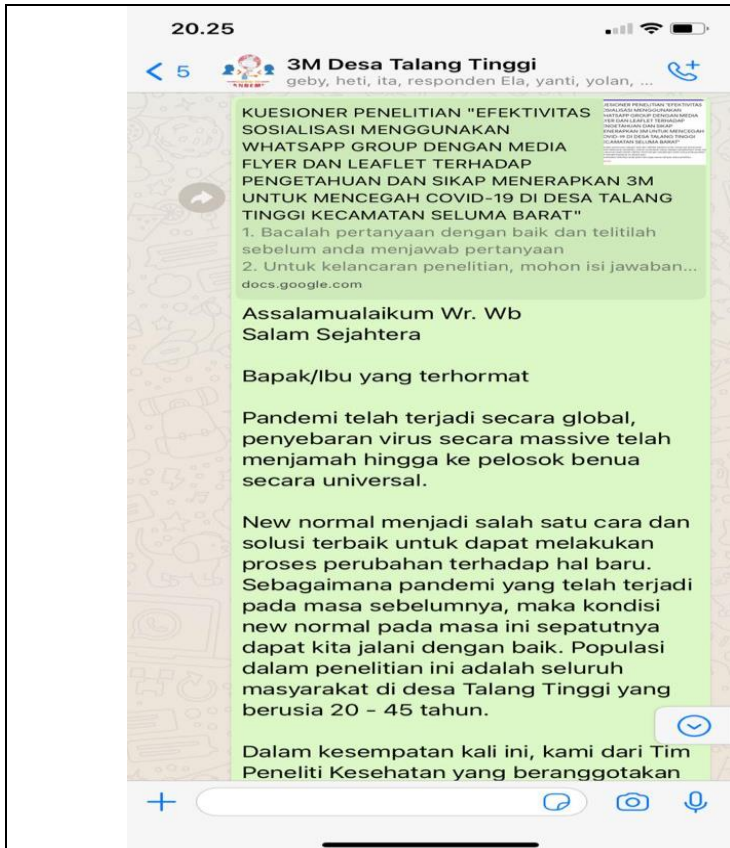 20.25
5
3M Desa Talang Tinggi
geby, heti, ita, responden Ela, yanti, yolan, ...
KUESIONER PENELITIAN "EFEKTIVITAS
SOSIALISASI MENGGUNAKAN
WHATSAPP GROUP DENGAN MEDIA
FLYER DAN LEAFLET TERHADAP
PENGETAHUAN DAN SIKAP MENERAPKAN 3M
UNTUK MENCEGAH COVID-19 DI DESA TALANG
TINGGI KECAMATAN SELUMA BARAT"
1. Bacalah pertanyaan dengan baik dan telitilah
sebelum anda menjawab pertanyaan
2. Untuk kelancaran penelitian, mohon isi jawaban...
docs.google.com
Assalamualaikum Wr. Wb
Salam Sejahtera
Bapak/Ibu yang terhormat
Pandemi telah terjadi secara global,
penyebaran virus secara massive telah
menjamah hingga ke pelosok benua
secara universal.
New normal menjadi salah satu cara dan
solusi terbaik untuk dapat melakukan
proses perubahan terhadap hal baru.
Sebagaimana pandemi yang telah terjadi
pada masa sebelumnya, maka kondisi
new normal pada masa ini sepatutnya
dapat kita jalani dengan baik. Populasi
dalam penelitian ini adalah seluruh
masyarakat di desa Talang Tinggi yang
berusia 20 - 45 tahun.
Dalam kesempatan kali ini, kami dari Tim
Peneliti Kesehatan yang beranggotakan